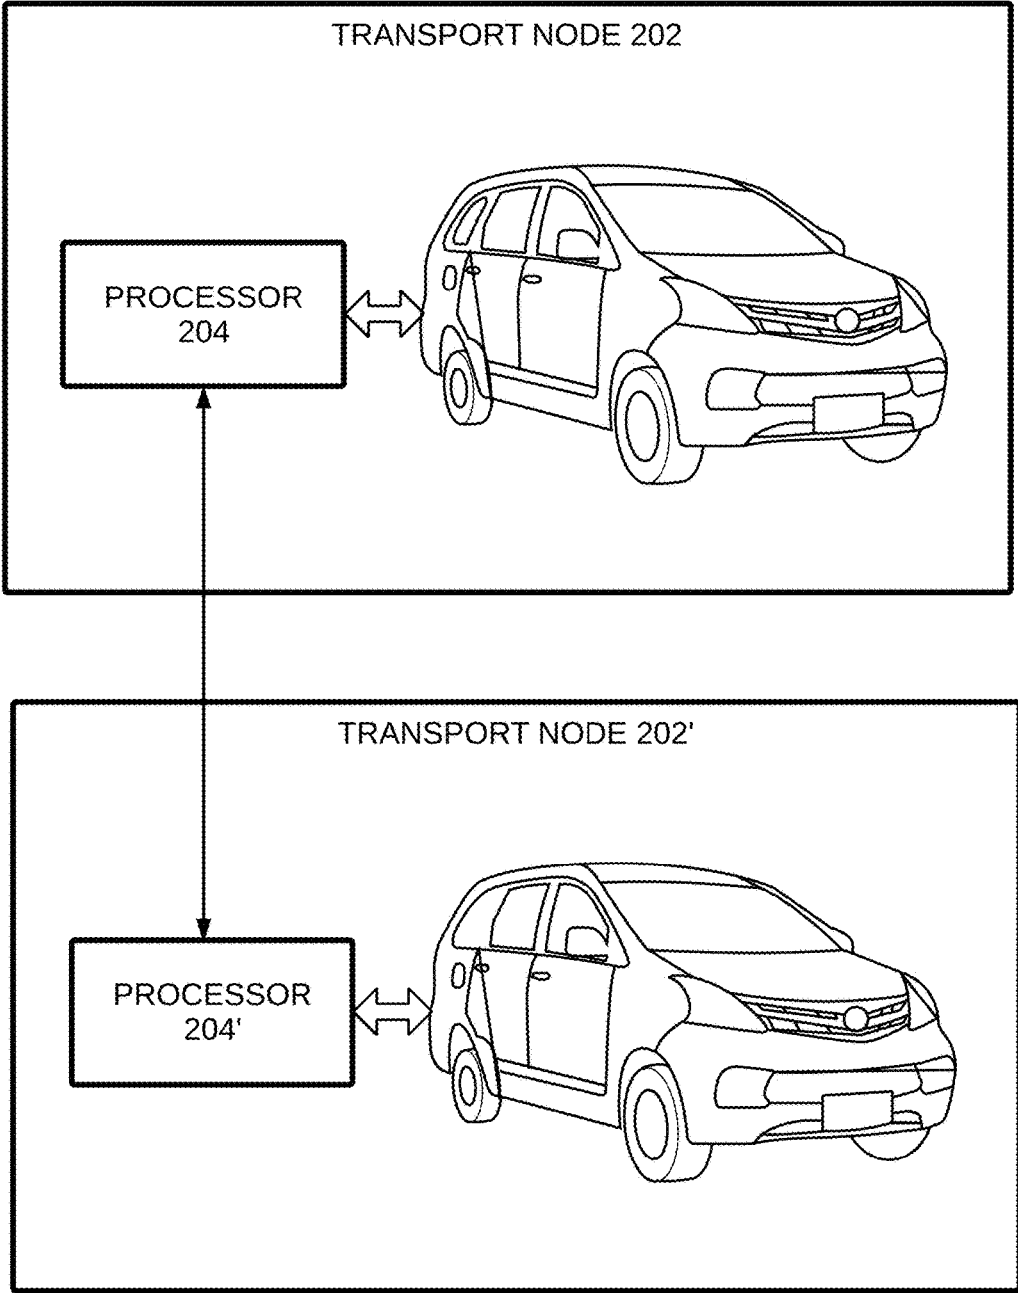 TRANSPORT NODE 202
PROCESSOR
204
TRANSPORT NODE 202'
PROCESSOR
204'